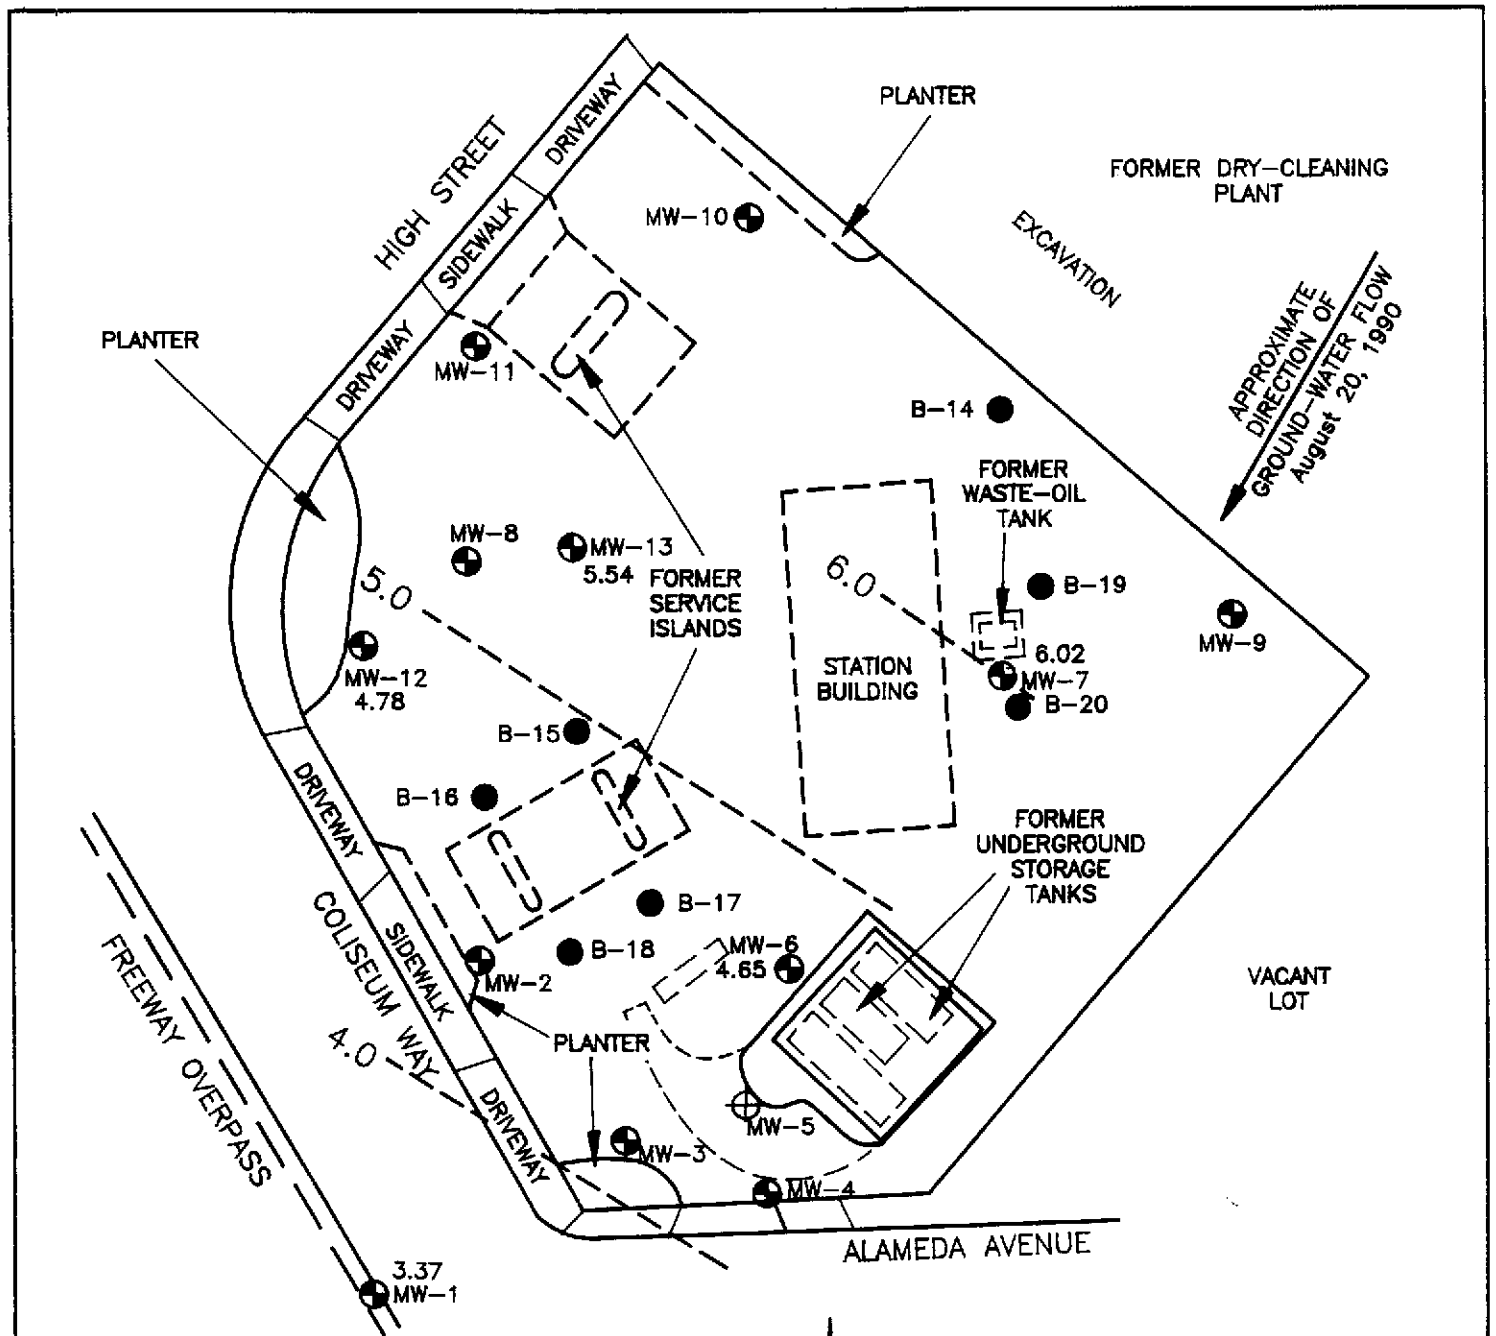 PLANTER
DRIVEWAY
FORMER DRY-CLEANING
PLANT
HIGH STREET
SIDEWALK
MW-10
EXCAVATION
APPROXIMATE
DIRECTION OF
GROUND-WATER FLOW
August 20, 1990
PLANTER
DRIVEWAY
MW-11
B-14
FORMER
WASTE-OIL
TANK
MW-8
MW-13
5.54
5.0
FORMER
SERVICE
ISLANDS
6.0
B-19
MW-9
MW-12
4.78
STATION
BUILDING
6.02
MW-7
B-20
B-15
B-16
DRIVEWAY
FORMER
UNDERGROUND
STORAGE
TANKS
COLISEUM WAY
SIDEWALK
B-17
B-18
MW-6
4.65
MW-2
VACANT
LOT
FREEWAY OVERPASS
4.0
PLANTER
DRIVEWAY
MW-5
MW-3
MW-4
ALAMEDA AVENUE
3.37
MW-1